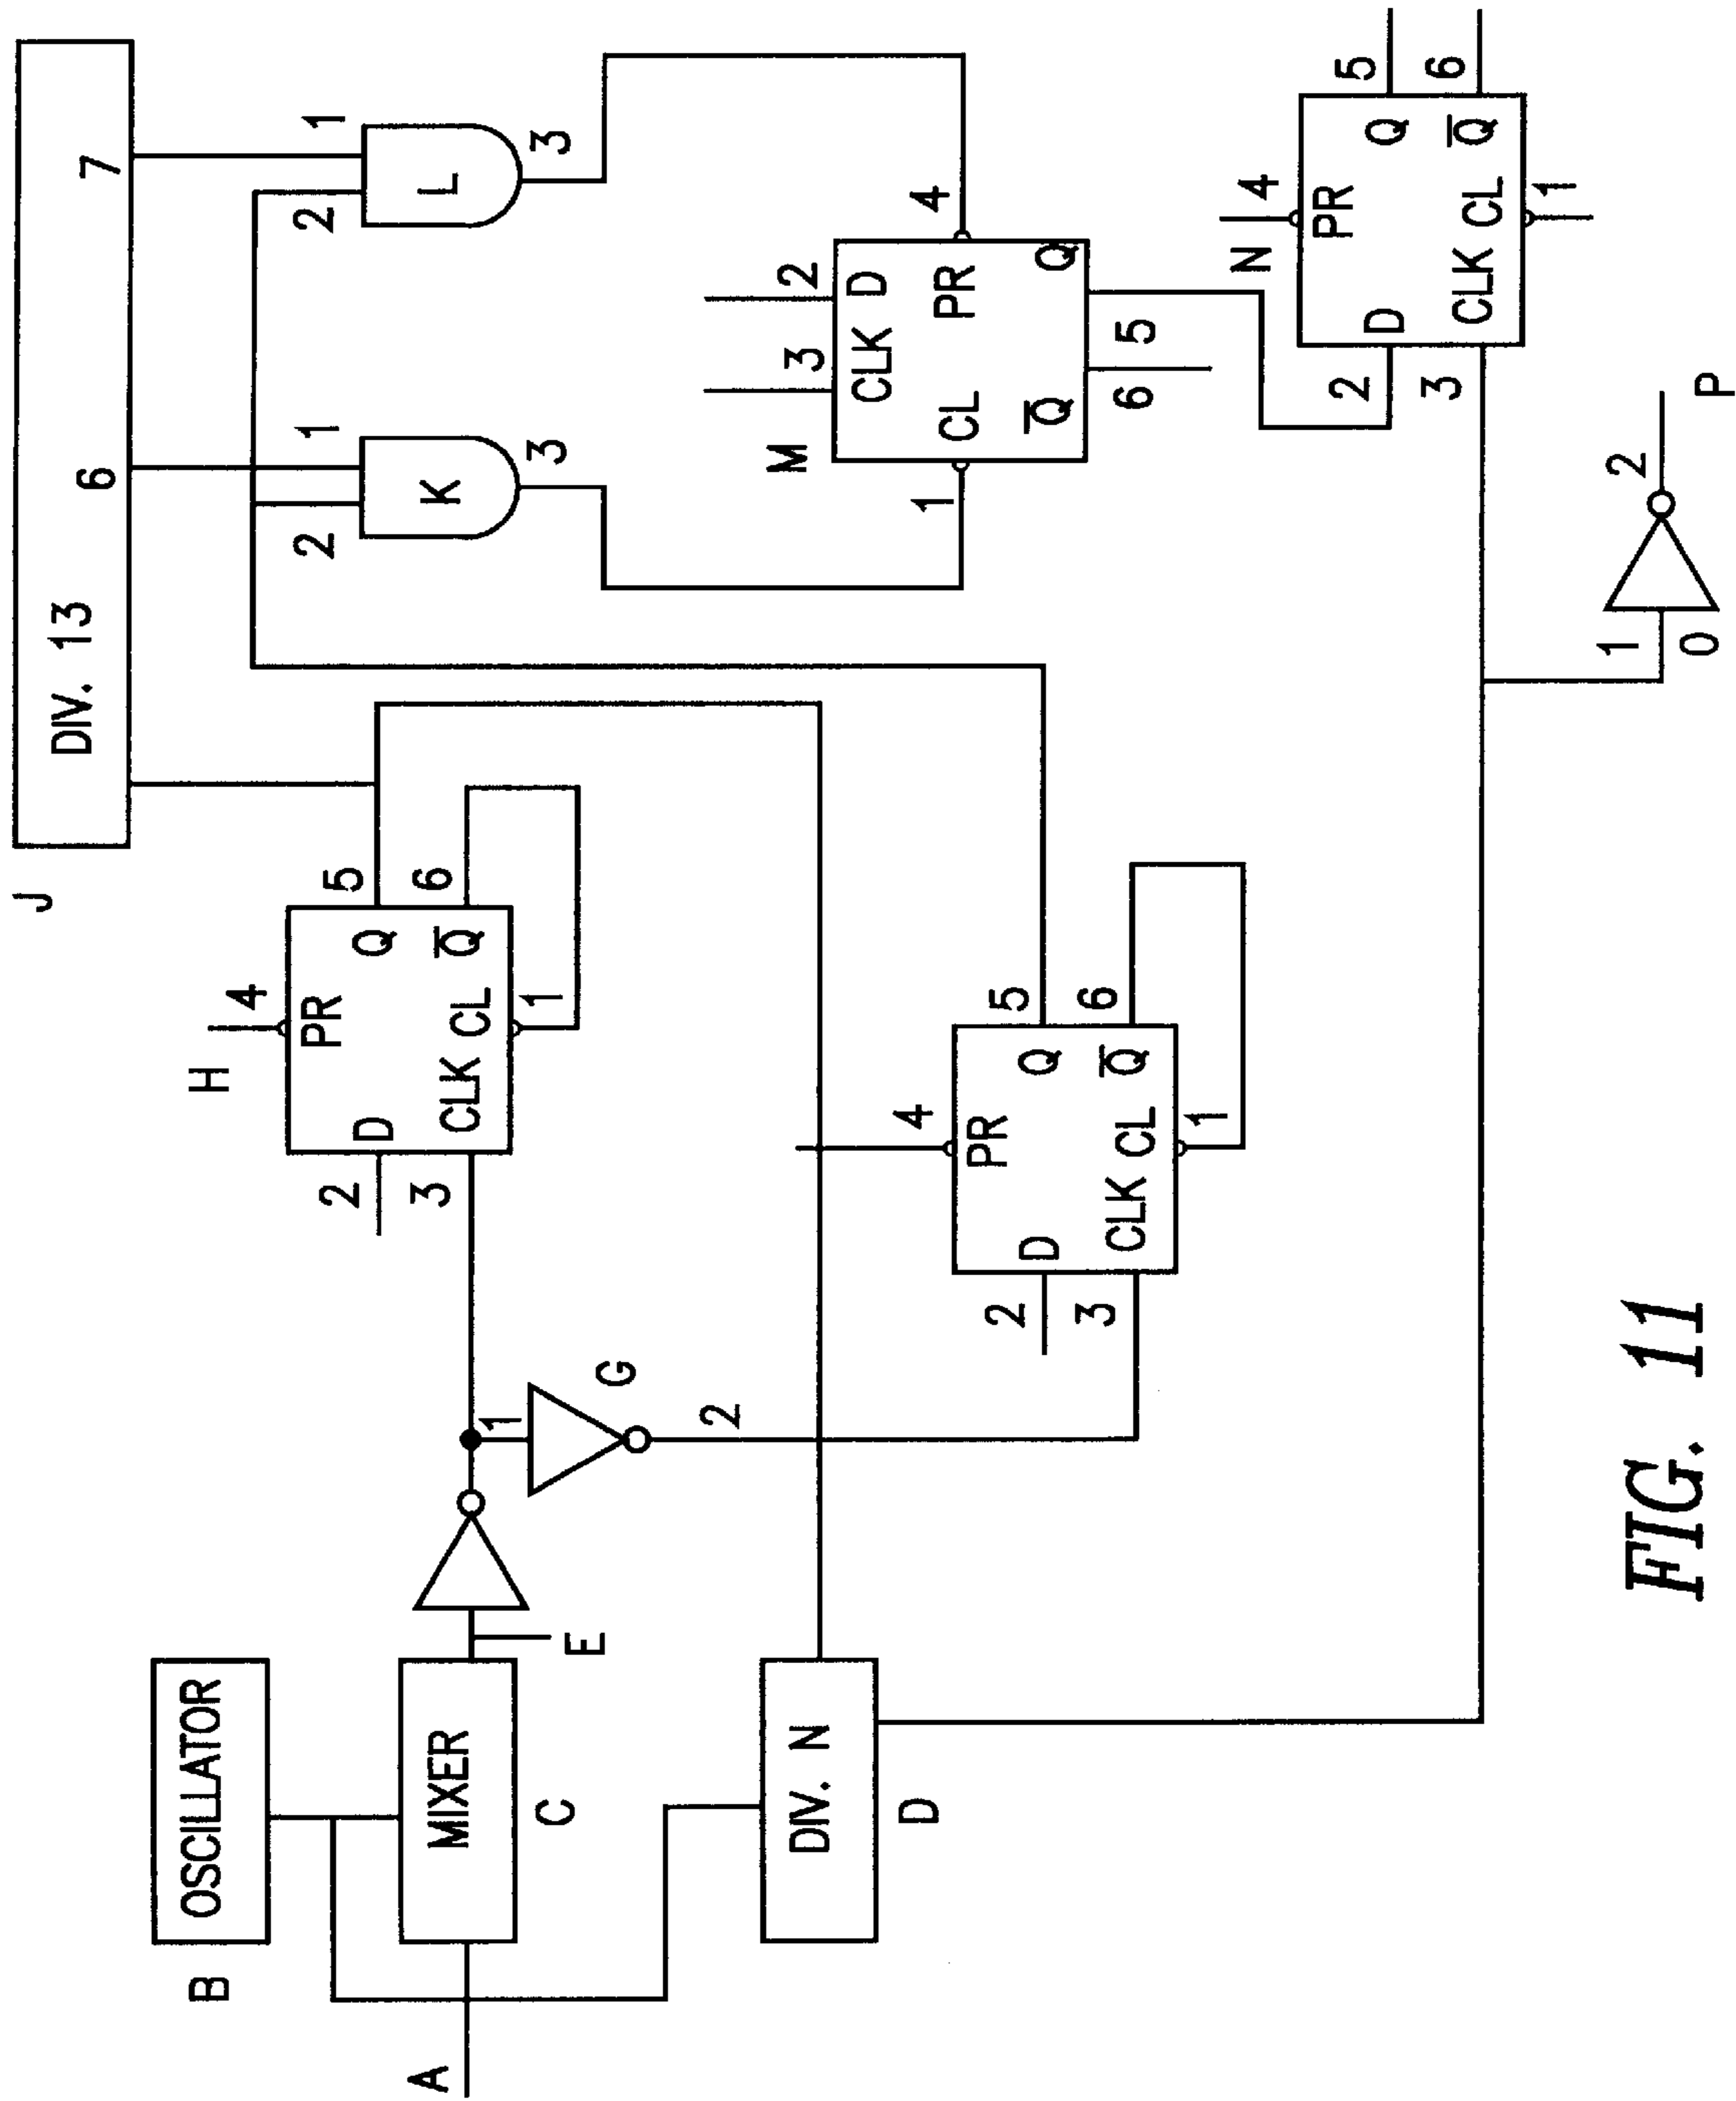 J
DIV. 13
6
7
B
OSCILLATOR
H
4
PR
2
1
2
1
2
D
Q
5
A
MIXER
3
CLK
CL
Q̅
6
K
L
1
1
3
3
C
E
G
2
M
3
2
DIV. N
CLK
D
D
4
1
4
PR
CL
PR
2
D
Q
5
Q̅
Q
3
CLK
CL
Q̅
6
6
5
1
N
4
PR
2
D
Q
5
3
CLK
CL
Q̅
6
1
1
2
O
P
FIG. 11